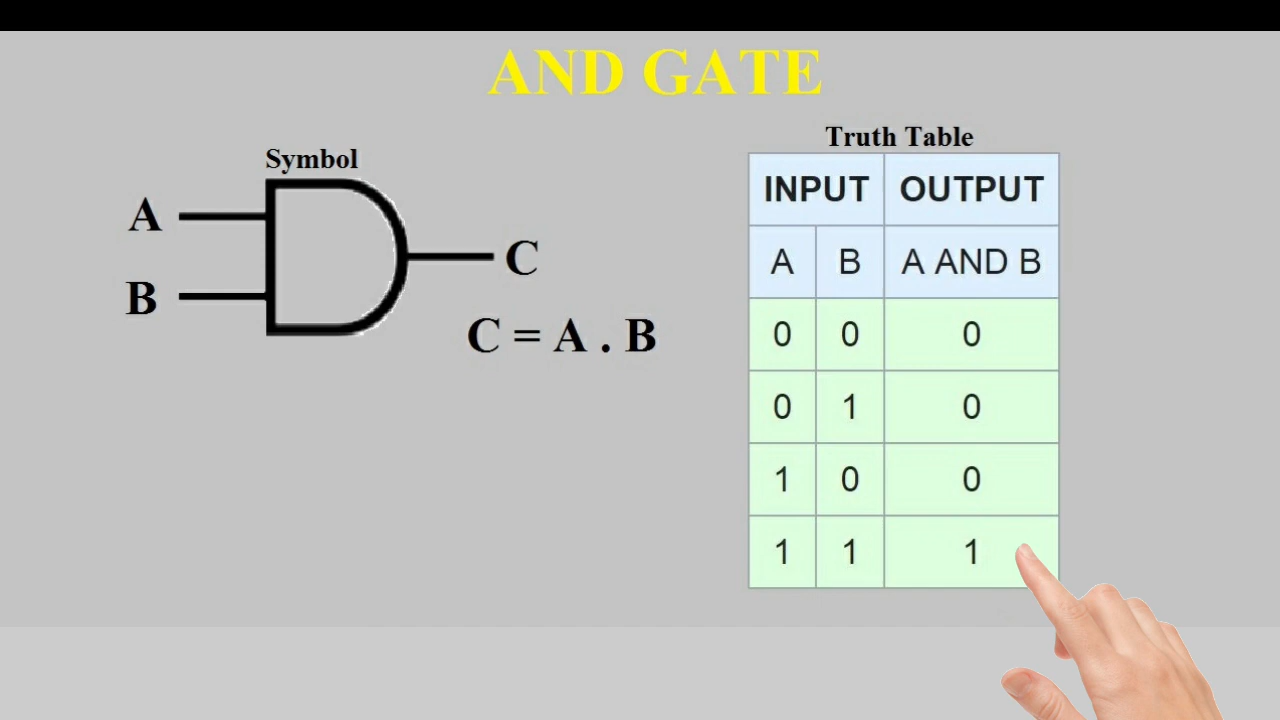 AND GATE
Symbol
A
B
C
C = A . B
Truth Table
INPUT OUTPUT
A B A AND B
0 0 0
0 1 0
1 0 0
1 1 1